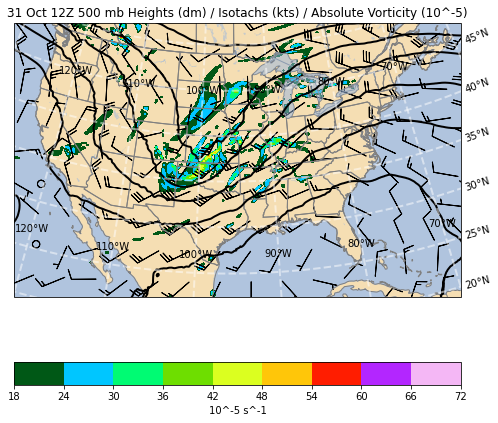 31 Oct 12Z 500 mb Heights (dm) / Isotachs (kts) / Absolute Vorticity (10^-5)
45°N
120°W
110°W
100°W
90°W
80°W
70°W
40°N
35°N
30°N
120°W
110°W
100°W
90°W
80°W
70°W
25°N
20°N
18 24 30 36 42 48 54 60 66 72
10^-5 s^-1